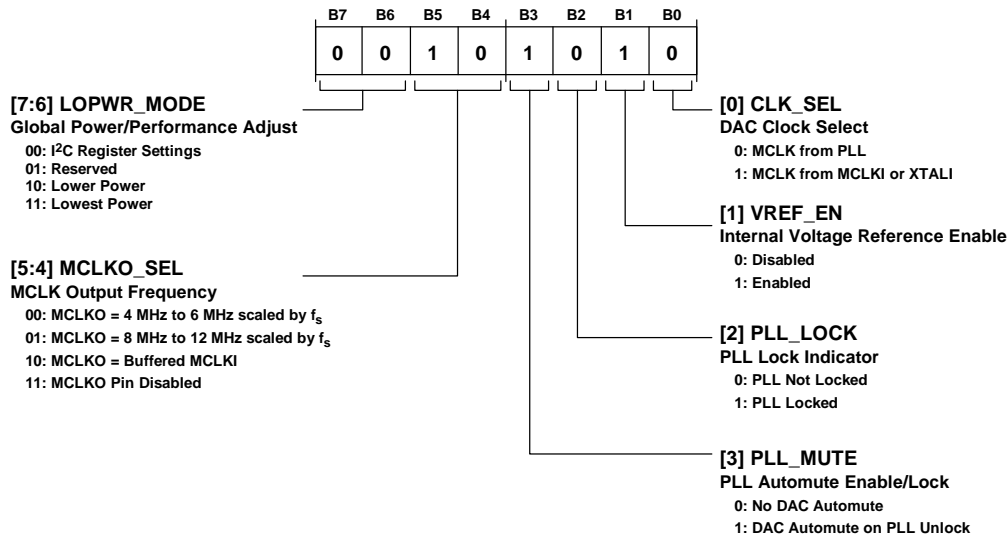 B7 B6 B5 B4 B3 B2 B1 B0
0 0 1 0 1 0 1 0
[7:6] LOPWR_MODE
Global Power/Performance Adjust
00: I2C Register Settings
01: Reserved
10: Lower Power
11: Lowest Power
[5:4] MCLKO_SEL
MCLK Output Frequency
00: MCLKO = 4 MHz to 6 MHz scaled by fs
01: MCLKO = 8 MHz to 12 MHz scaled by fs
10: MCLKO = Buffered MCLKI
11: MCLKO Pin Disabled
[0] CLK_SEL
DAC Clock Select
0: MCLK from PLL
1: MCLK from MCLKI or XTALI
[1] VREF_EN
Internal Voltage Reference Enable
0: Disabled
1: Enabled
[2] PLL_LOCK
PLL Lock Indicator
0: PLL Not Locked
1: PLL Locked
[3] PLL_MUTE
PLL Automute Enable/Lock
0: No DAC Automute
1: DAC Automute on PLL Unlock